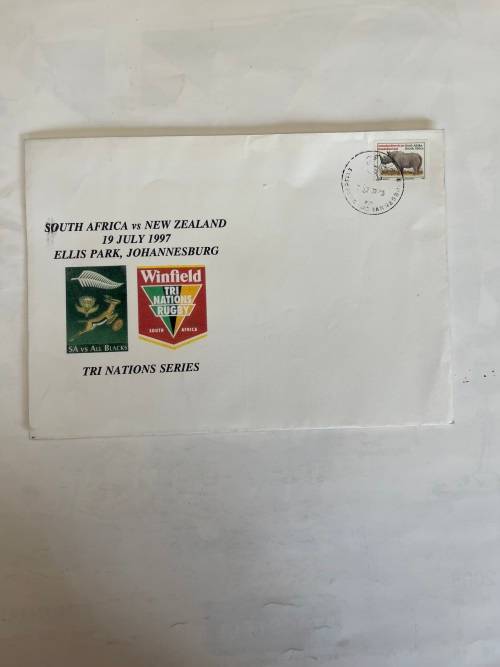 SOUTH AFRICA vs NEW ZEALAND
19 JULY 1997
ELLIS PARK, JOHANNESBURG
SA vs ALL BLACKS
Winfield
TRI
NATIONS
RUGBY
SOUTH AFRICA
TRI NATIONS SERIES